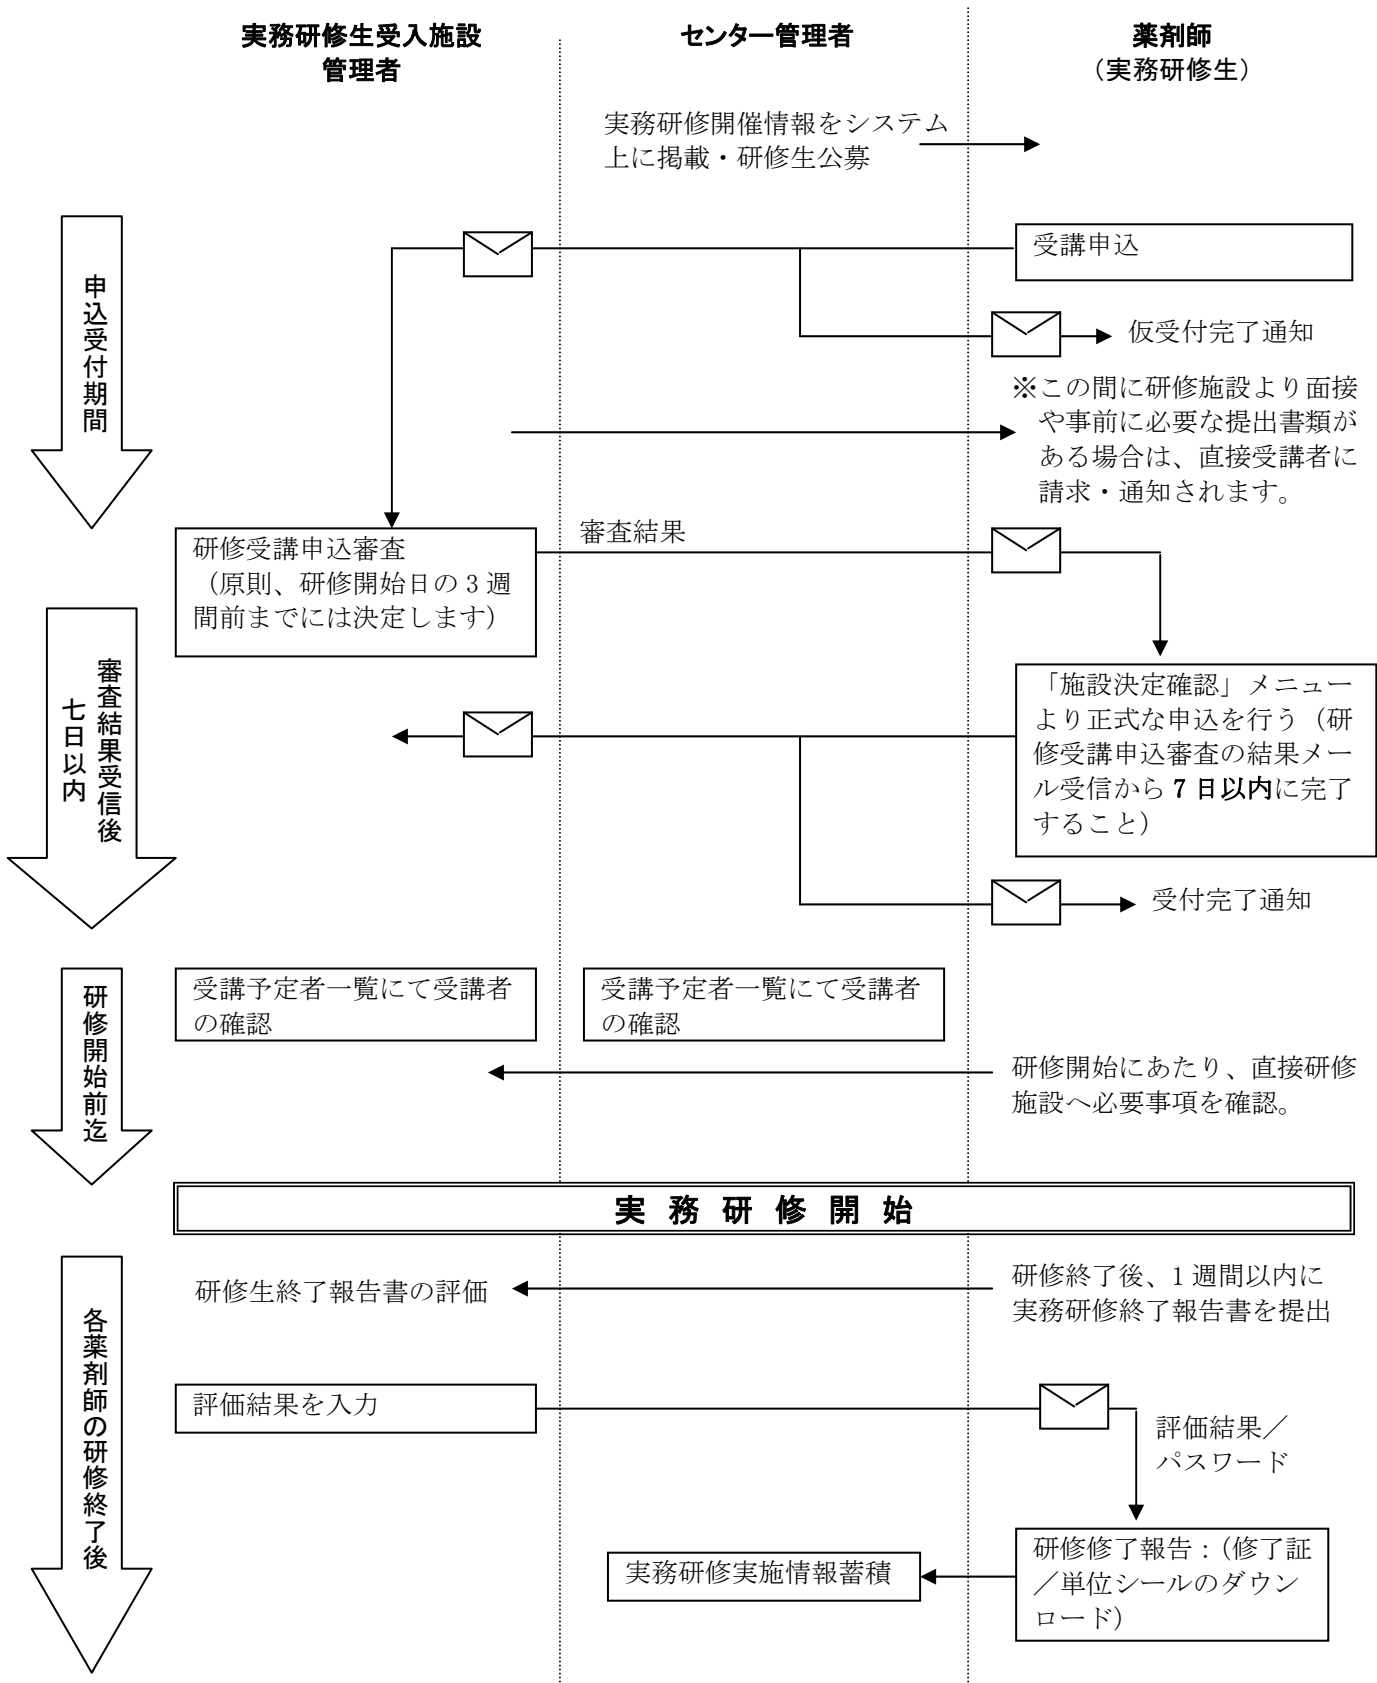 実務研修生受入施設
管理者
センター管理者
薬剤師
（実務研修生）
実務研修開催情報をシステム
上に掲載・研修生公募
申込受付期間
受講申込
仮受付完了通知
※この間に研修施設より面接
や事前に必要な提出書類が
ある場合は、直接受講者に
請求・通知されます。
研修受講申込審査
（原則、研修開始日の３週
間前までには決定します）
審査結果
審査結果受信後
七日以内
「施設決定確認」メニュー
より正式な申込を行う（研
修受講申込審査の結果メー
ル受信から７日以内に完了
すること）
受付完了通知
研修開始前迄
受講予定者一覧にて受講者
の確認
受講予定者一覧にて受講者
の確認
研修開始にあたり、直接研修
施設へ必要事項を確認。
実務研修開始
各薬剤師の研修終了後
研修生終了報告書の評価
研修終了後、１週間以内に
実務研修終了報告書を提出
評価結果を入力
評価結果／
パスワード
実務研修実施情報蓄積
研修修了報告：（修了証
／単位シールのダウン
ロード）